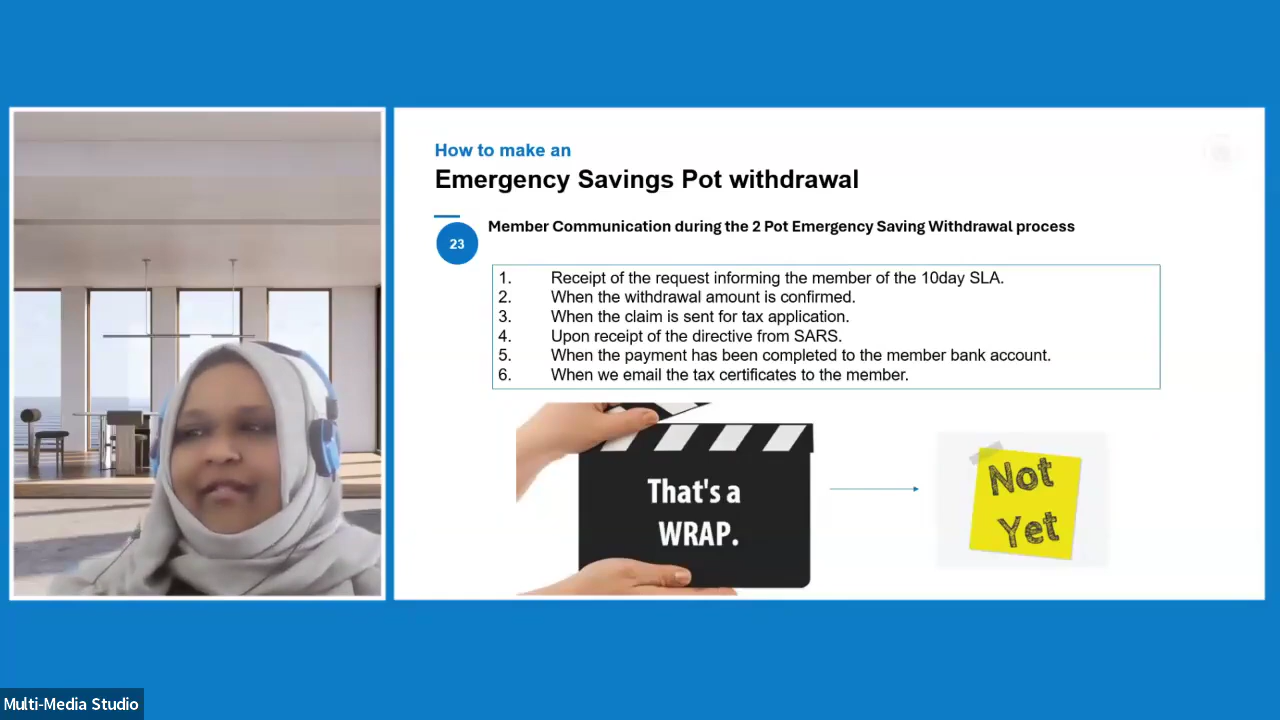 How to make an
Emergency Savings Pot withdrawal
23
Member Communication during the 2 Pot Emergency Saving Withdrawal process
1. Receipt of the request informing the member of the 10day SLA.
2. When the withdrawal amount is confirmed.
3. When the claim is sent for tax application.
4. Upon receipt of the directive from SARS.
5. When the payment has been completed to the member bank account.
6. When we email the tax certificates to the member.
That's a
WRAP.
Not
Yet
Multi-Media Studio